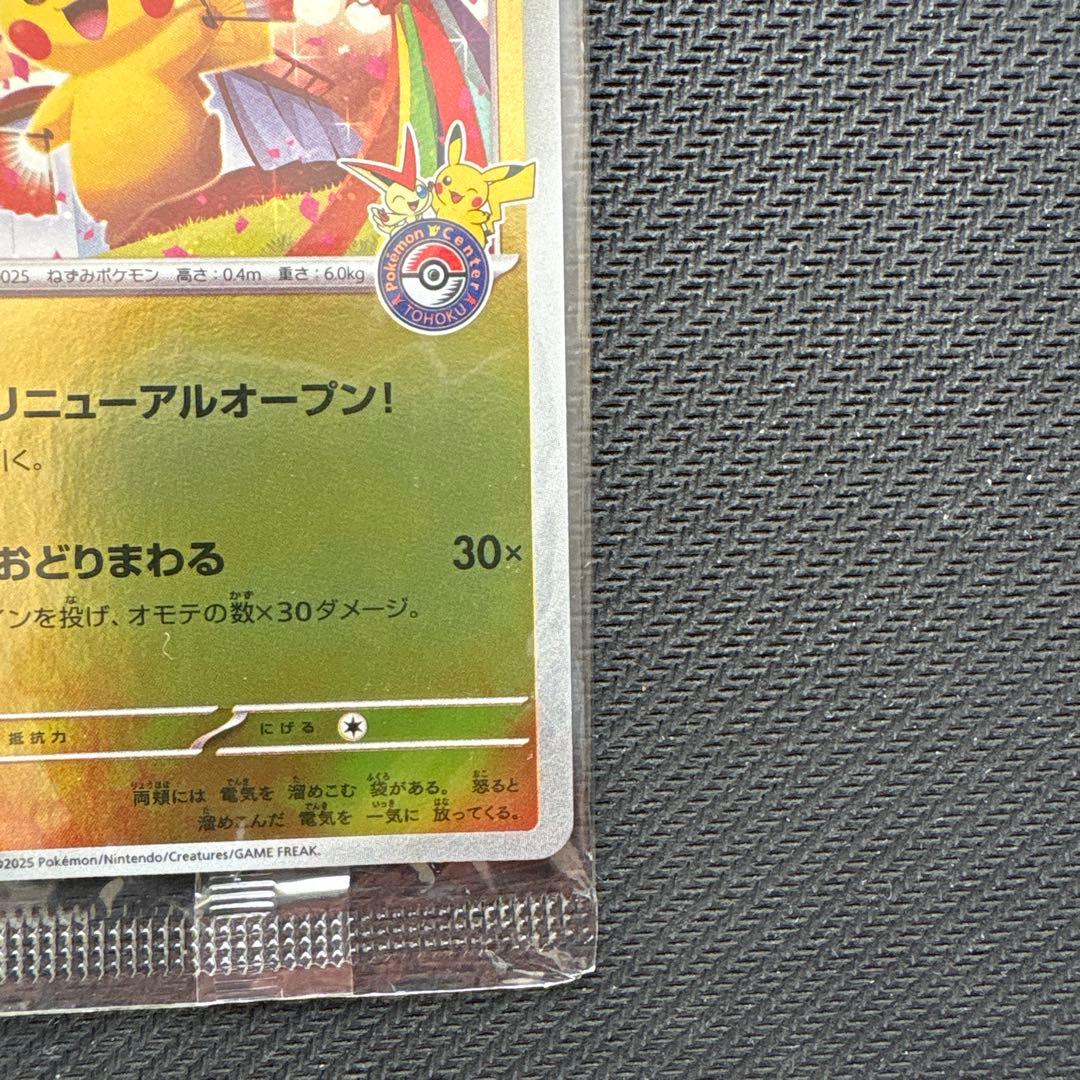 025 ねずみポケモン 高さ:0.4m 重さ:6.0kg
Pokémon Center
TOHOKU
リニューアルオープン!
引く。
おどりまわる 30×
インを投げ、オモテの数×30ダメージ。
抵抗力 にげる
両頬には 電気を 溜めこむ 袋がある。 怒ると
溜めこんだ 電気を 一気に 放ってくる。
©2025 Pokémon/Nintendo/Creatures/GAME FREAK.